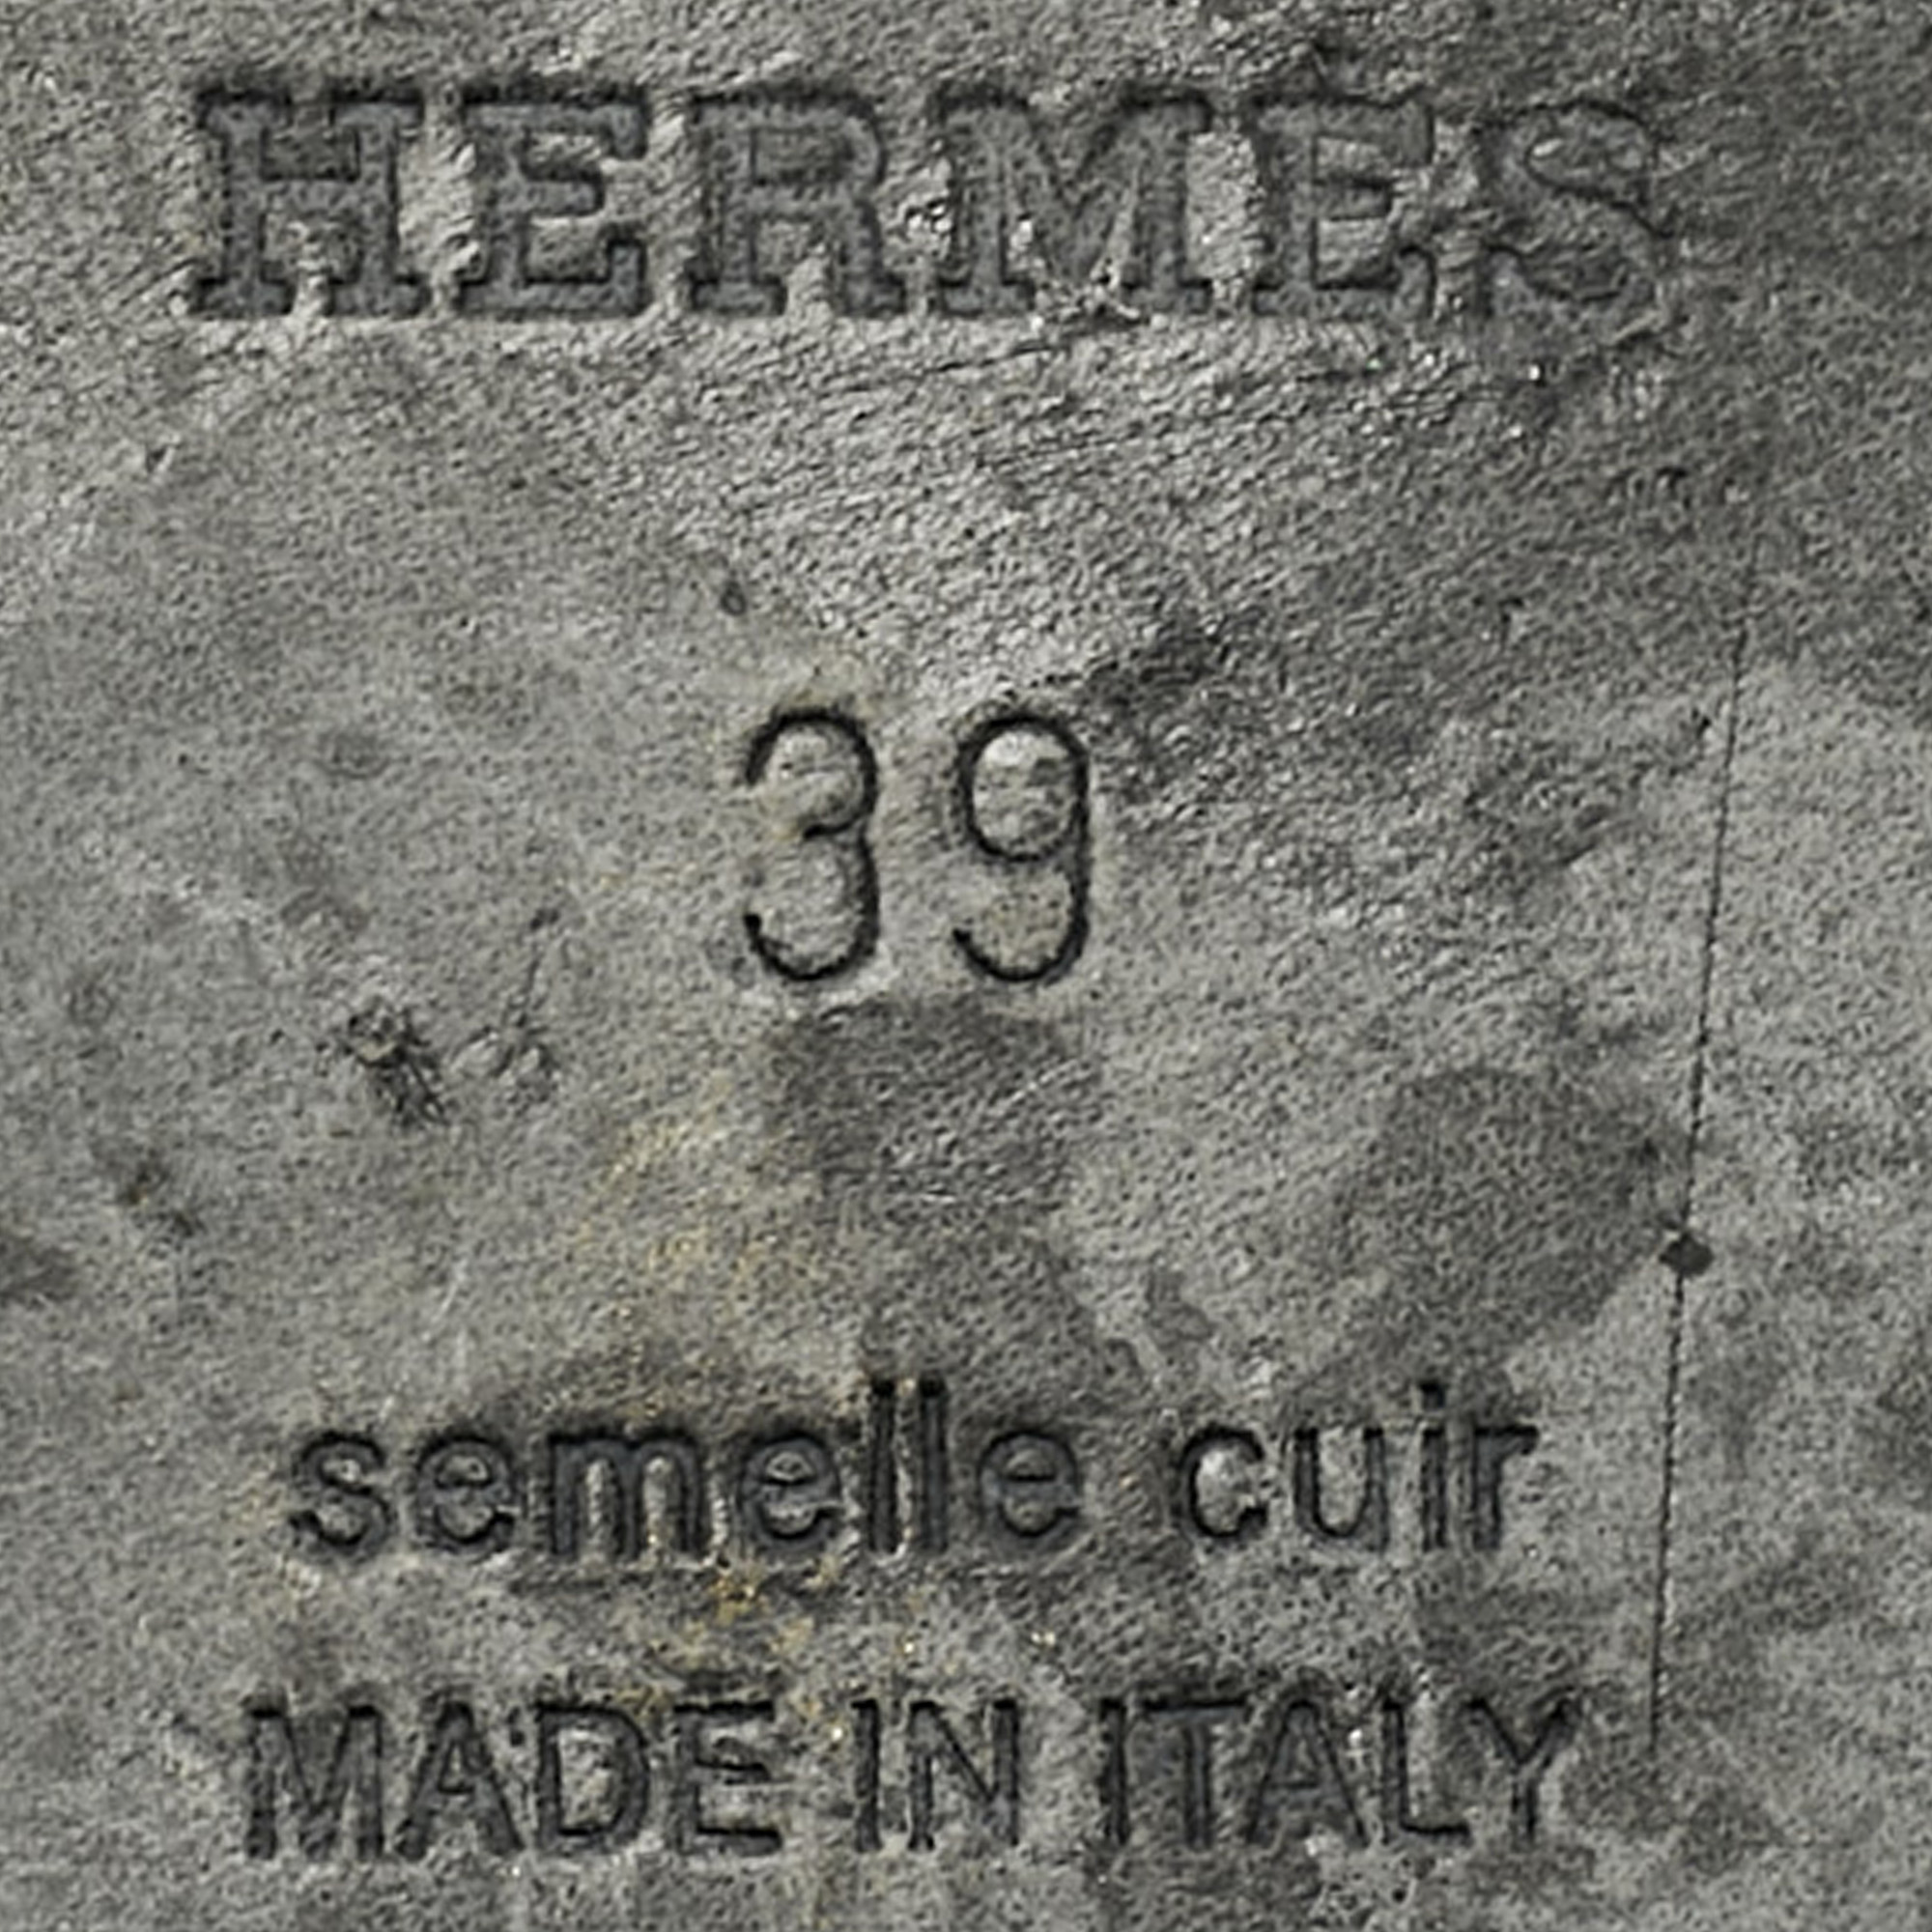 HERMÈS
39
semelle cuir
MADE IN ITALY